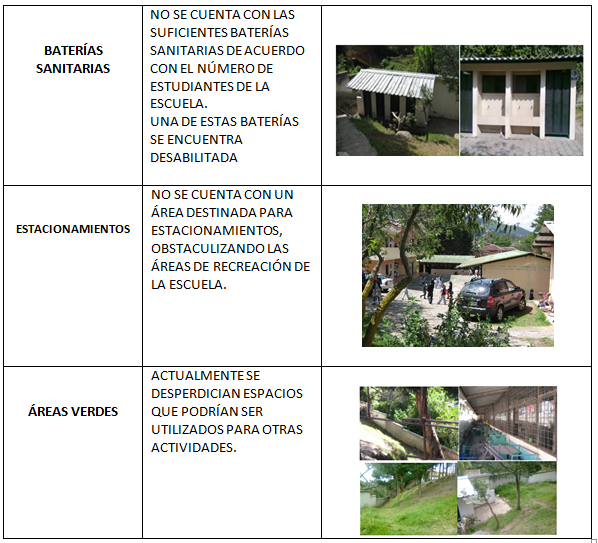 BATERÍAS
SANITARIAS
NO SE CUENTA CON LAS
SUFICIENTES BATERÍAS
SANITARIAS DE ACUERDO
CON EL NÚMERO DE
ESTUDIANTES DE LA
ESCUELA.
UNA DE ESTAS BATERÍAS
SE ENCUENTRA
DESABILITADA
ESTACIONAMIENTOS
NO SE CUENTA CON UN
ÁREA DESTINADA PARA
ESTACIONAMIENTOS,
OBSTACULIZANDO LAS
ÁREAS DE RECREACIÓN DE
LA ESCUELA.
ÁREAS VERDES
ACTUALMENTE SE
DESPERDICIAN ESPACIOS
QUE PODRÍAN SER
UTILIZADOS PARA OTRAS
ACTIVIDADES.